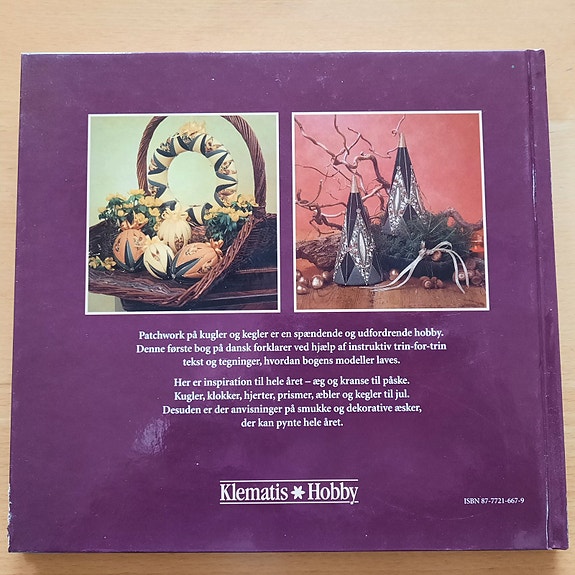 Patchwork på kugler og kegler er en spændende og udfordrende hobby.
Denne første bog på dansk forklarer ved hjælp af instruktiv trin-for-trin
tekst og tegninger, hvordan bogens modeller laves.
Her er inspiration til hele året – æg og kranse til påske.
Kugler, klokker, hjerter, prismer, æbler og kegler til jul.
Desuden er der anvisninger på smukke og dekorative æsker,
der kan pynte hele året.
Klematis * Hobby
ISBN 87-7721-667-9